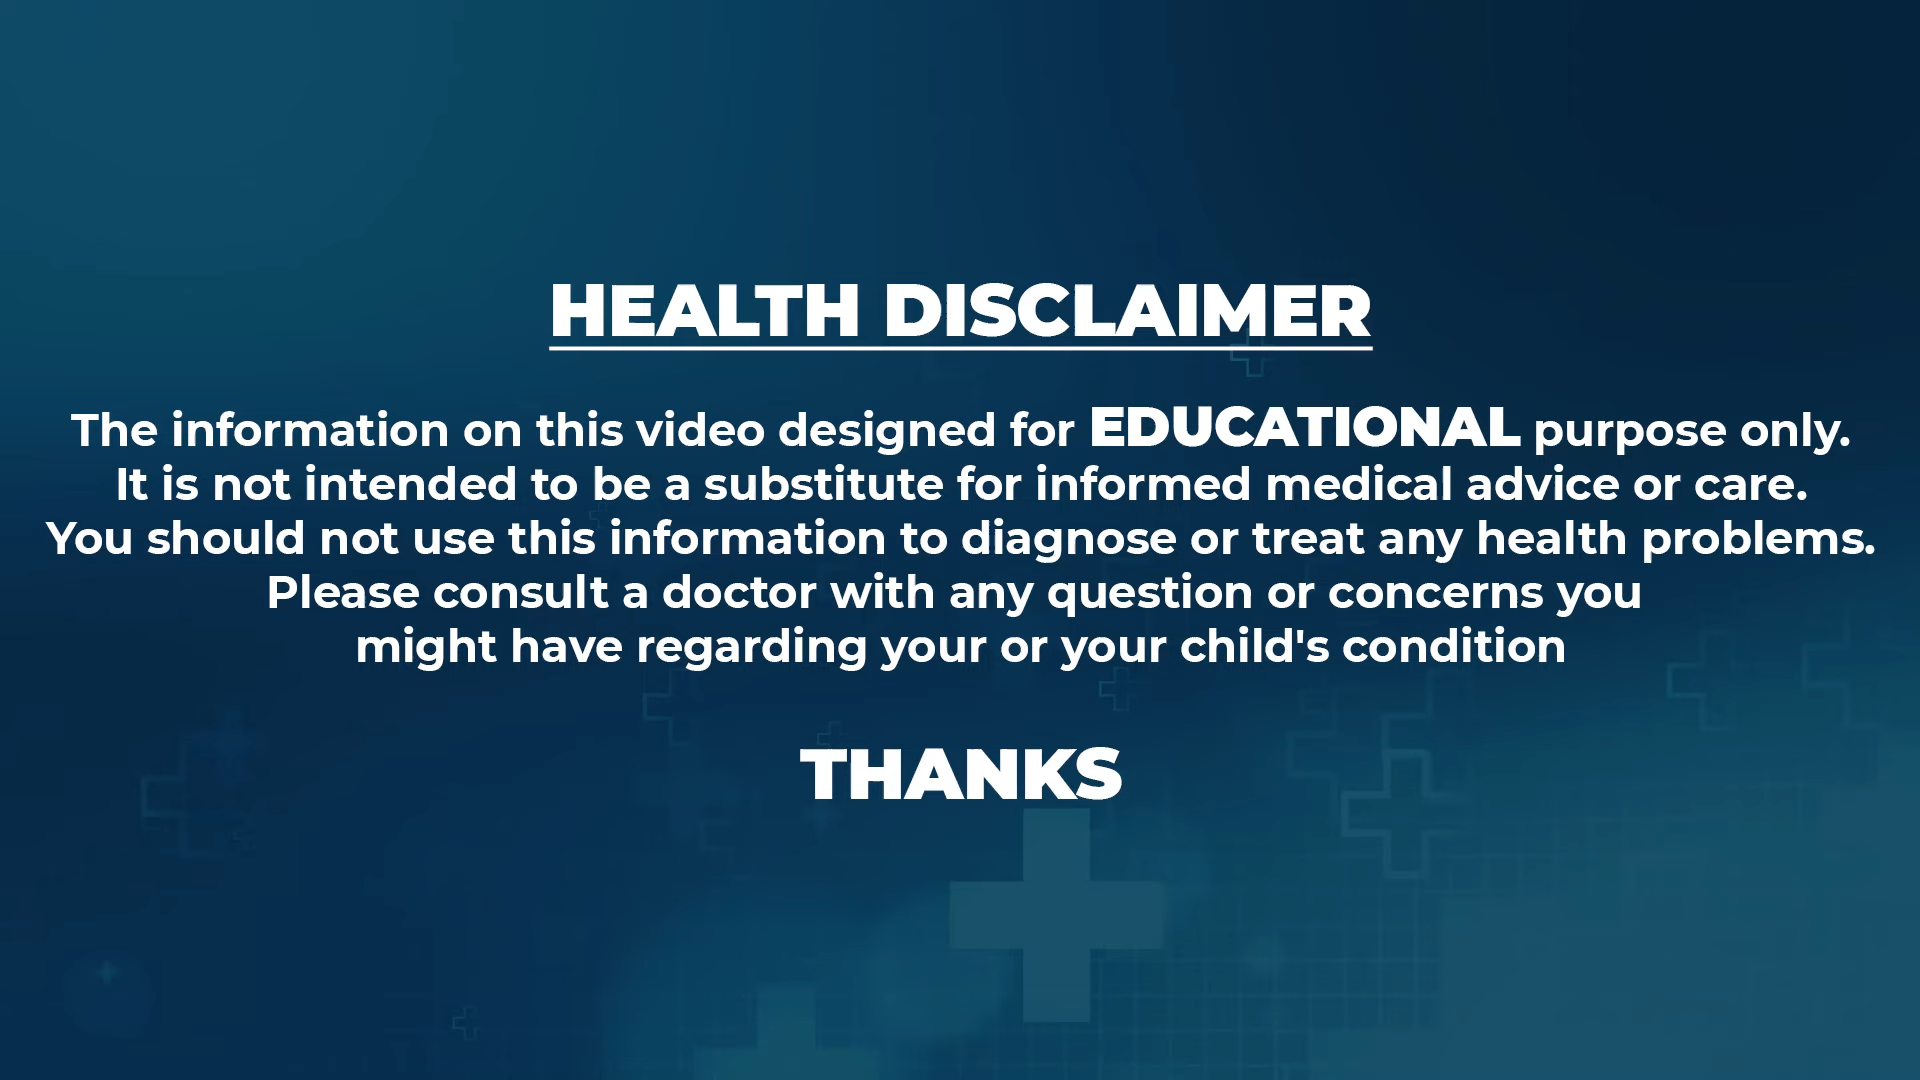 HEALTH DISCLAIMER
The information on this video designed for EDUCATIONAL purpose only.
It is not intended to be a substitute for informed medical advice or care.
You should not use this information to diagnose or treat any health problems.
Please consult a doctor with any question or concerns you
might have regarding your or your child's condition
THANKS